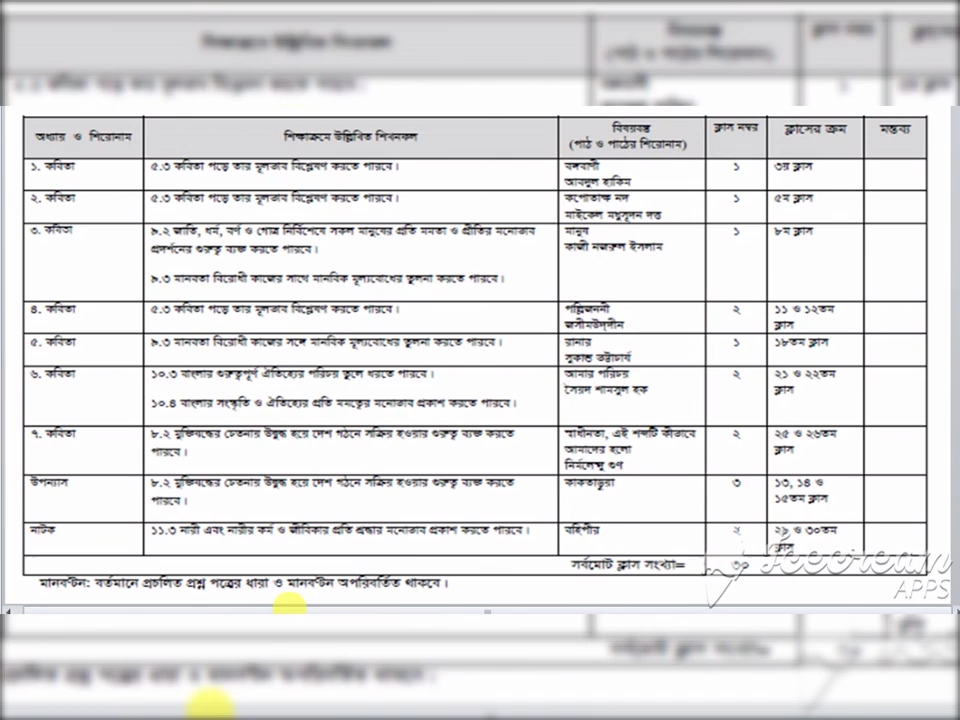 অধ্যায় ও শিরোনাম
শিক্ষাক্রমে উল্লিখিত শিখনফল
বিষয়বস্তু
(পাঠ ও পাঠের শিরোনাম)
ক্লাস নম্বর
ক্লাসের ক্রম
মন্তব্য
১. কবিতা
৫.৩ কবিতা পড়ে তার মূলভাব বিশ্লেষণ করতে পারবে।
বঙ্গবাণী
আবদুল হাকিম
১
৩য় ক্লাস
২. কবিতা
৫.৩ কবিতা পড়ে তার মূলভাব বিশ্লেষণ করতে পারবে।
কপোতাক্ষ নদ
মাইকেল মধুসূদন দত্ত
১
৫ম ক্লাস
৩. কবিতা
৯.২ জাতি, ধর্ম, বর্ণ ও গোত্র নির্বিশেষে সকল মানুষের প্রতি মমতা ও প্রীতির মনোভাব
প্রদর্শনের গুরুত্ব ব্যক্ত করতে পারবে।
৯.৩ মানবতা বিরোধী কাজের সাথে মানবিক মূল্যবোধের তুলনা করতে পারবে।
মানুষ
কাজী নজরুল ইসলাম
১
৮ম ক্লাস
৪. কবিতা
৫.৩ কবিতা পড়ে তার মূলভাব বিশ্লেষণ করতে পারবে।
পল্লিজননী
জসীমউদ্‌দীন
২
১১ ও ১২তম
ক্লাস
৫. কবিতা
৯.৩ মানবতা বিরোধী কাজের সঙ্গে মানবিক মূল্যবোধের তুলনা করতে পারবে।
রানার
সুকান্ত ভট্টাচার্য
১
১৮তম ক্লাস
৬. কবিতা
১০.৩ বাংলার গুরুত্বপূর্ণ ঐতিহ্যের পরিচয় তুলে ধরতে পারবে।
১০.৪ বাংলার সংস্কৃতি ও ঐতিহ্যের প্রতি মমত্বের মনোভাব প্রকাশ করতে পারবে।
আমার পরিচয়
সৈয়দ শামসুল হক
২
২১ ও ২২তম
ক্লাস
৭. কবিতা
৮.২ মুক্তিযুদ্ধের চেতনায় উদ্বুদ্ধ হয়ে দেশ গঠনে সক্রিয় হওয়ার গুরুত্ব ব্যক্ত করতে
পারবে।
স্বাধীনতা, এই শব্দটি কীভাবে
আমাদের হলো
নির্মলেন্দু গুণ
২
২৫ ও ২৬তম
ক্লাস
উপন্যাস
৮.২ মুক্তিযুদ্ধের চেতনায় উদ্বুদ্ধ হয়ে দেশ গঠনে সক্রিয় হওয়ার গুরুত্ব ব্যক্ত করতে
পারবে।
কাকতাড়ুয়া
৩
১৩, ১৪ ও
১৫তম ক্লাস
নাটক
১১.৩ নারী এবং নারীর কর্ম ও জীবিকার প্রতি শ্রদ্ধার মনোভাব প্রকাশ করতে পারবে।
বহিপীর
২
২৯ ও ৩০তম
ক্লাস
সর্বমোট ক্লাস সংখ্যা=
৩০
মানবণ্টন: বর্তমানে প্রচলিত প্রশ্ন পত্রের ধারা ও মানবণ্টন অপরিবর্তিত থাকবে।
Icecream
APPS